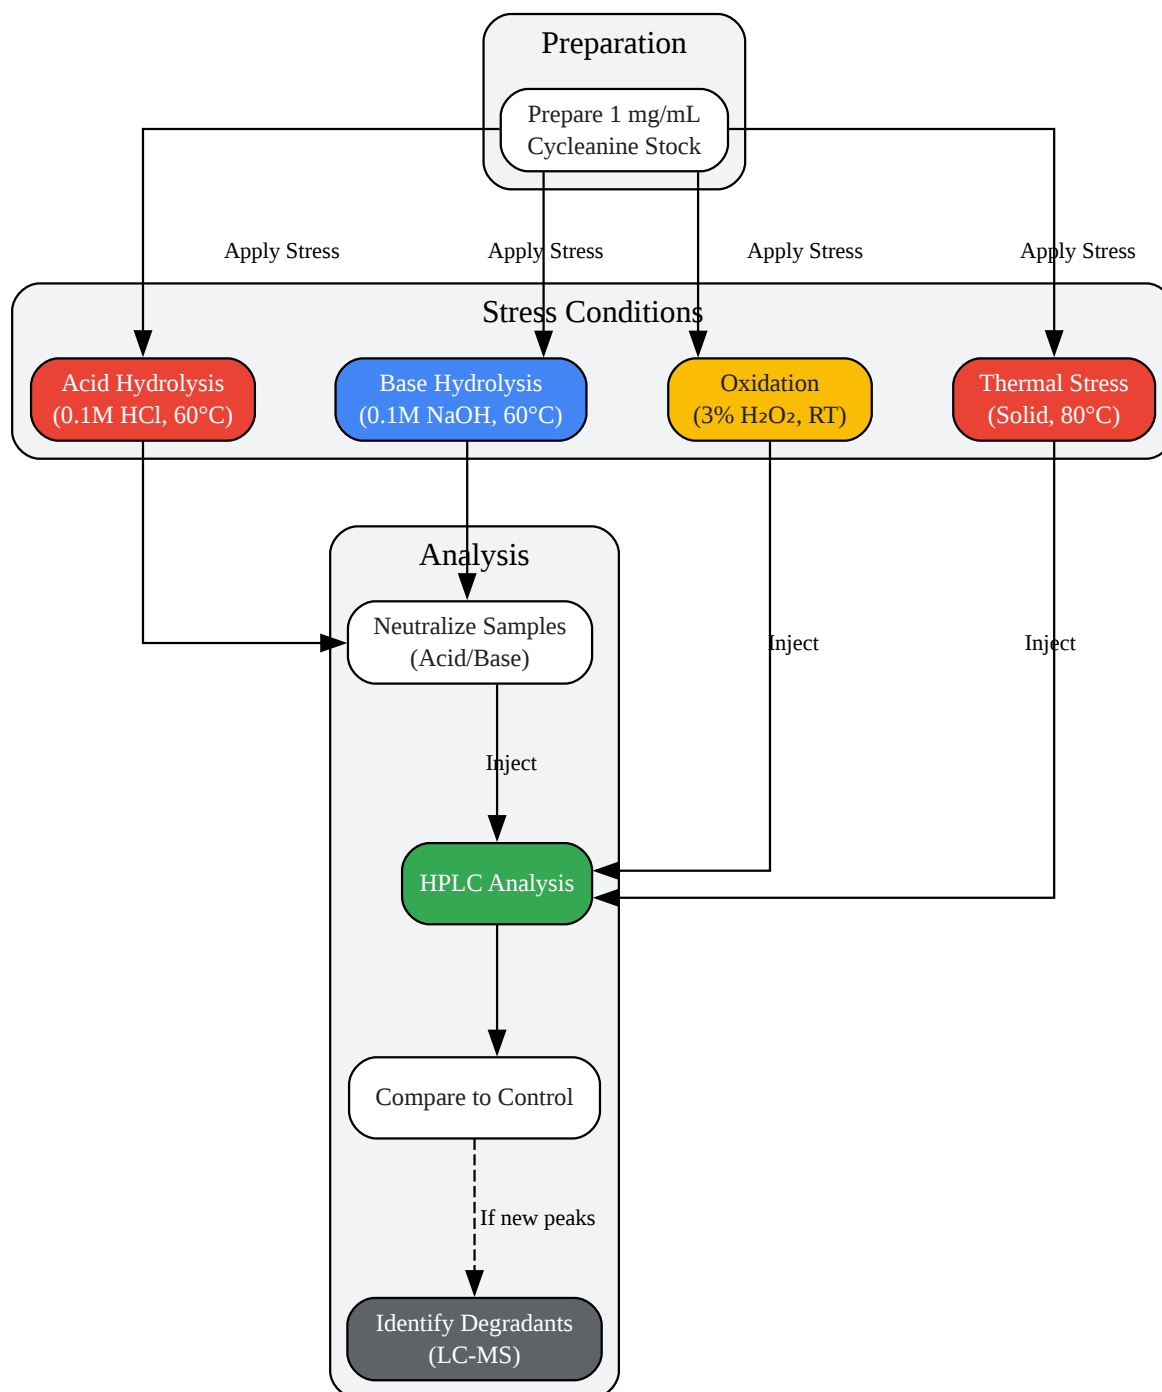 Preparation
Prepare 1 mg/mL
Cycleanine Stock
Apply Stress
Apply Stress
Apply Stress
Apply Stress
Stress Conditions
Acid Hydrolysis
(0.1M HCl, 60°C)
Base Hydrolysis
(0.1M NaOH, 60°C)
Oxidation
(3% H₂O₂, RT)
Thermal Stress
(Solid, 80°C)
Analysis
Neutralize Samples
(Acid/Base)
Inject
Inject
Inject
HPLC Analysis
Compare to Control
If new peaks
Identify Degradants
(LC-MS)